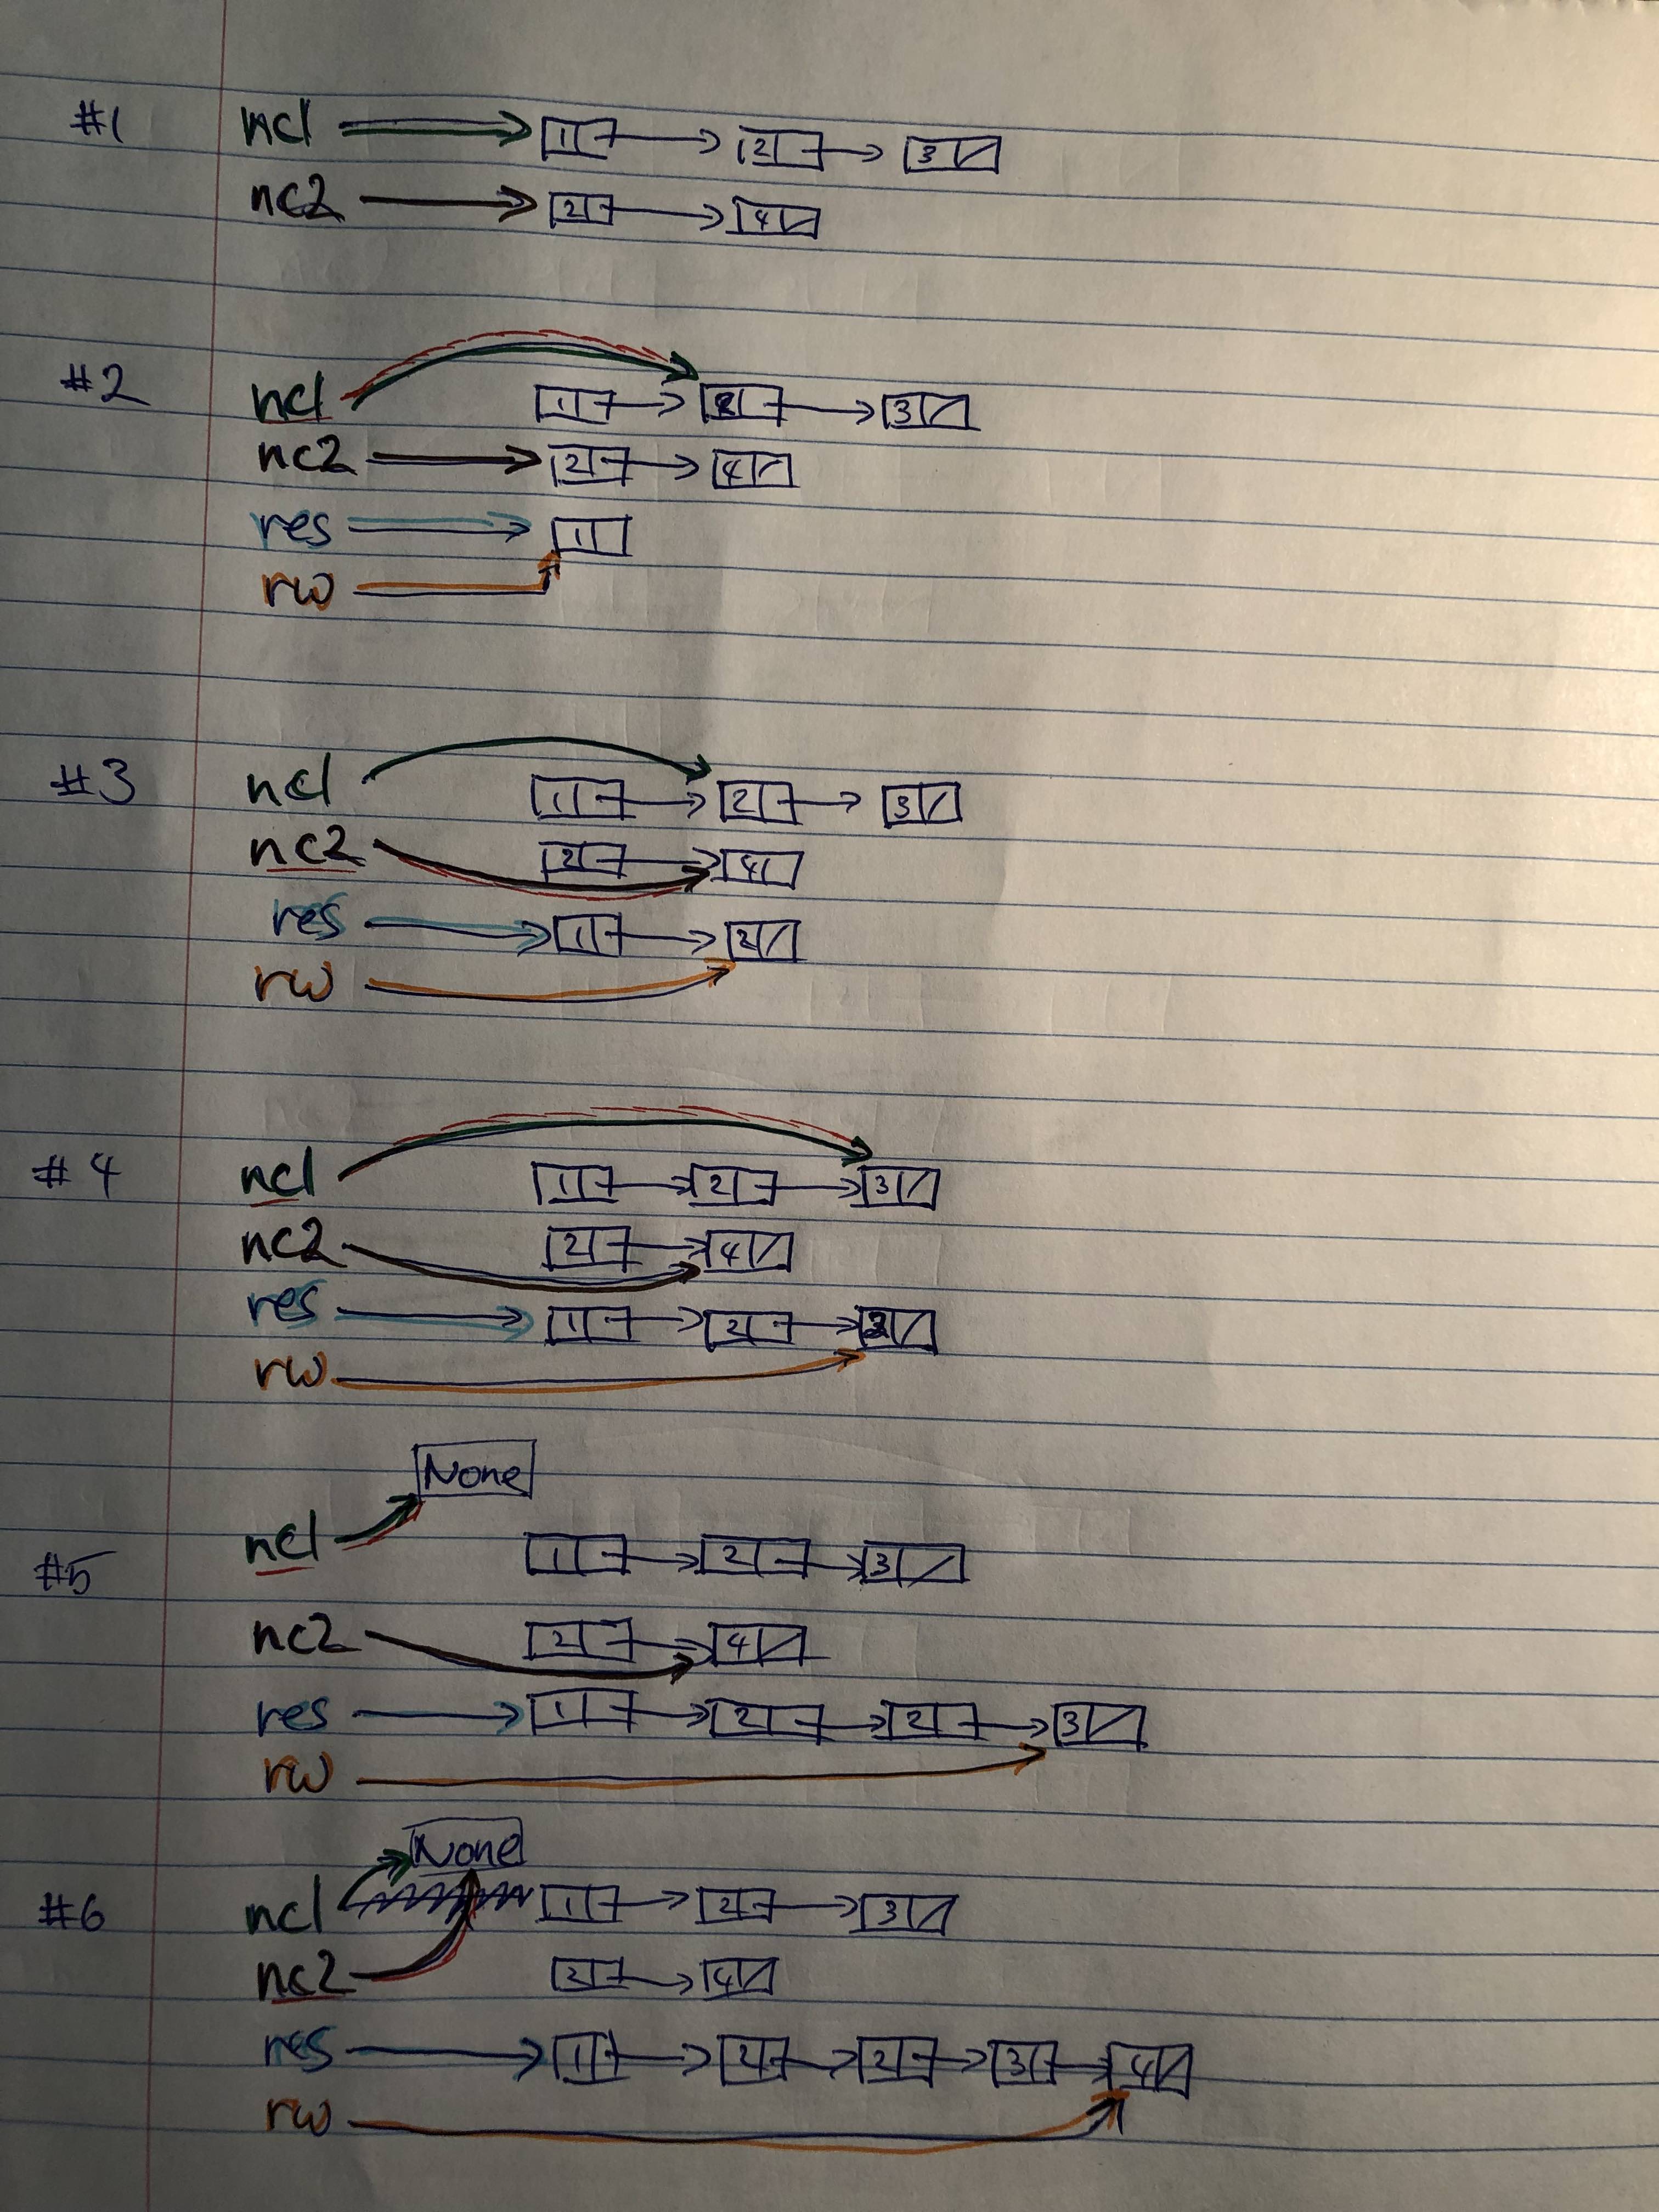 #1 nc1 1 2 3
nc2 2 4
#2 nc1 1 2 3
nc2 2 4
res 1
rw
#3 nc1 1 2 3
nc2 2 4
res 1 2
rw
#4 nc1 1 2 3
nc2 2 4
res 1 2 2
rw
None
#5 nc1 1 2 3
nc2 2 4
res 1 2 2 3
rw
None
#6 nc1 1 2 3
nc2 2 4
res 1 2 2 3 4
rw